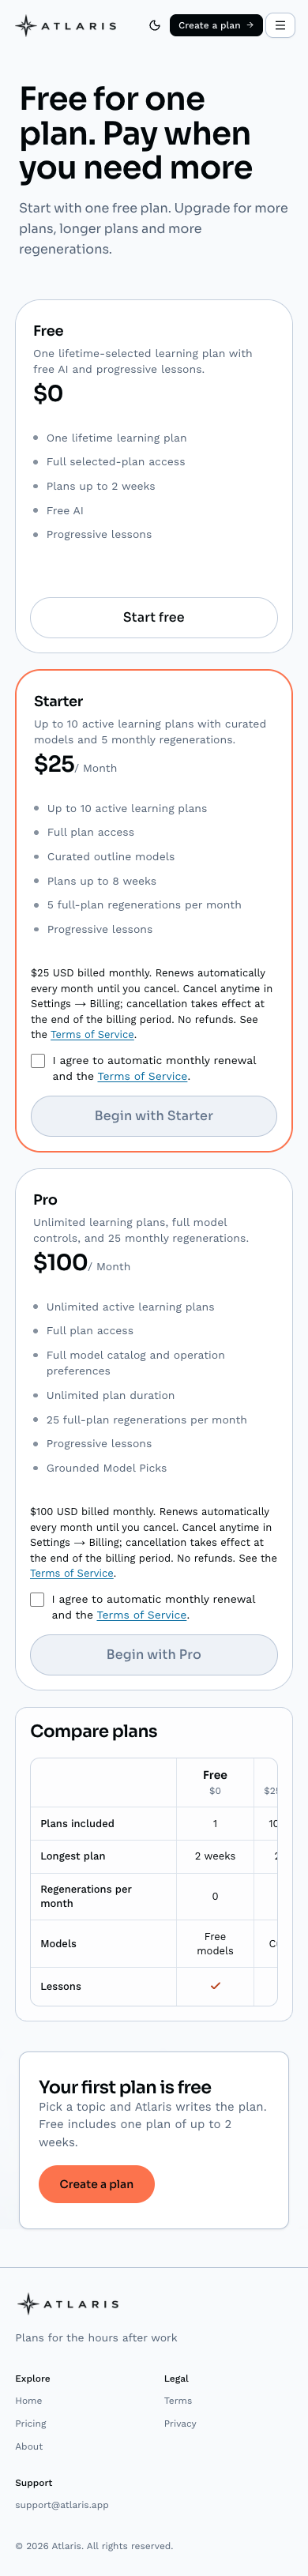 ATLARIS
Create a plan →
Free for one
plan. Pay when
you need more
Start with one free plan. Upgrade for more
plans, longer plans and more
regenerations.
Free
One lifetime-selected learning plan with
free AI and progressive lessons.
$0
One lifetime learning plan
Full selected-plan access
Plans up to 2 weeks
Free AI
Progressive lessons
Start free
Starter
Up to 10 active learning plans with curated
models and 5 monthly regenerations.
$25/ Month
Up to 10 active learning plans
Full plan access
Curated outline models
Plans up to 8 weeks
5 full-plan regenerations per month
Progressive lessons
$25 USD billed monthly. Renews automatically
every month until you cancel. Cancel anytime in
Settings → Billing; cancellation takes effect at
the end of the billing period. No refunds. See
the Terms of Service.
I agree to automatic monthly renewal
and the Terms of Service.
Begin with Starter
Pro
Unlimited learning plans, full model
controls, and 25 monthly regenerations.
$100/ Month
Unlimited active learning plans
Full plan access
Full model catalog and operation
preferences
Unlimited plan duration
25 full-plan regenerations per month
Progressive lessons
Grounded Model Picks
$100 USD billed monthly. Renews automatically
every month until you cancel. Cancel anytime in
Settings → Billing; cancellation takes effect at
the end of the billing period. No refunds. See the
Terms of Service.
I agree to automatic monthly renewal
and the Terms of Service.
Begin with Pro
Compare plans
Free
$0
Plans included 1
Longest plan 2 weeks
Regenerations per
month 0
Models Free
models
Lessons
Your first plan is free
Pick a topic and Atlaris writes the plan.
Free includes one plan of up to 2
weeks.
Create a plan
ATLARIS
Plans for the hours after work
Explore
Home
Pricing
About
Legal
Terms
Privacy
Support
support@atlaris.app
© 2026 Atlaris. All rights reserved.